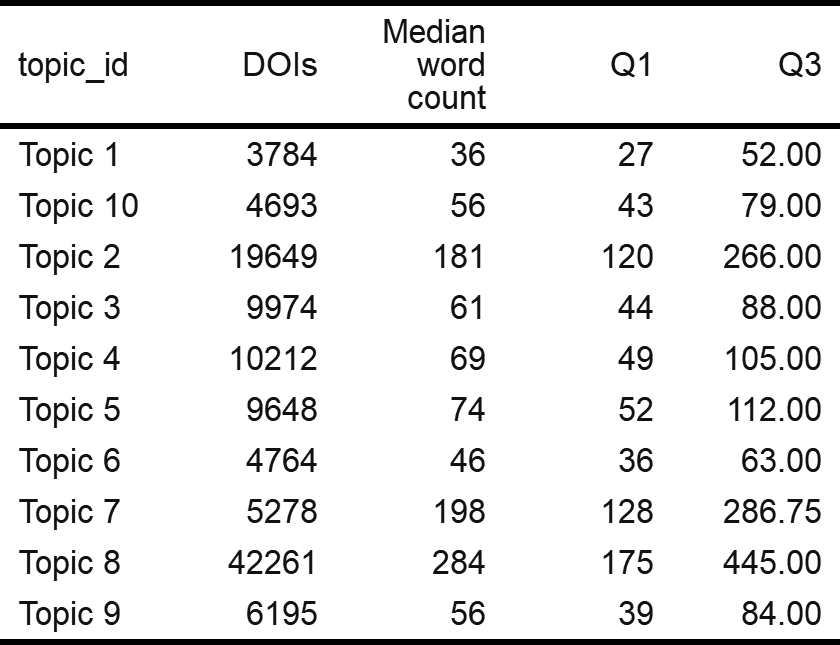 topic_id DOIs Median word count Q1 Q3
Topic 1 3784 36 27 52.00
Topic 10 4693 56 43 79.00
Topic 2 19649 181 120 266.00
Topic 3 9974 61 44 88.00
Topic 4 10212 69 49 105.00
Topic 5 9648 74 52 112.00
Topic 6 4764 46 36 63.00
Topic 7 5278 198 128 286.75
Topic 8 42261 284 175 445.00
Topic 9 6195 56 39 84.00